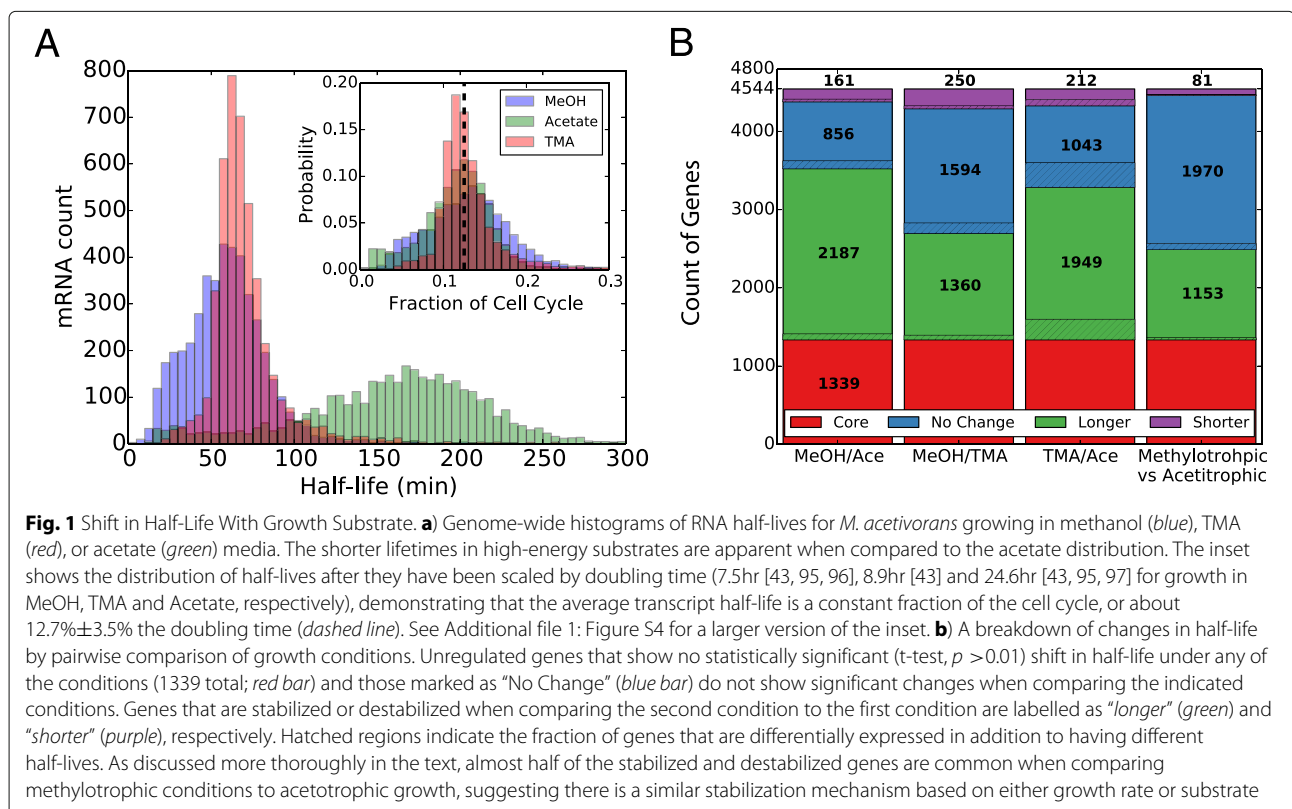 A
B
800
700
600
500
400
300
200
100
0
mRNA count
0
50
100
150
200
250
300
Half-life (min)
0.20
0.15
0.10
0.05
0.00
Probability
0.0
0.1
0.2
0.3
Fraction of Cell Cycle
MeOH
Acetate
TMA
4800
4544
4000
3000
2000
1000
0
Count of Genes
161 250 212 81
856 1594 1043 1970
2187 1360 1949 1153
1339
Core No Change Longer Shorter
MeOH/Ace MeOH/TMA TMA/Ace Methylotrohpic
vs Acetitrophic
Fig. 1 Shift in Half-Life With Growth Substrate. a) Genome-wide histograms of RNA half-lives for M. acetivorans growing in methanol (blue), TMA
(red), or acetate (green) media. The shorter lifetimes in high-energy substrates are apparent when compared to the acetate distribution. The inset
shows the distribution of half-lives after they have been scaled by doubling time (7.5hr [43, 95, 96], 8.9hr [43] and 24.6hr [43, 95, 97] for growth in
MeOH, TMA and Acetate, respectively), demonstrating that the average transcript half-life is a constant fraction of the cell cycle, or about
12.7%±3.5% the doubling time (dashed line). See Additional file 1: Figure S4 for a larger version of the inset. b) A breakdown of changes in half-life
by pairwise comparison of growth conditions. Unregulated genes that show no statistically significant (t-test, p >0.01) shift in half-life under any of
the conditions (1339 total; red bar) and those marked as “No Change” (blue bar) do not show significant changes when comparing the indicated
conditions. Genes that are stabilized or destabilized when comparing the second condition to the first condition are labelled as “longer” (green) and
“shorter” (purple), respectively. Hatched regions indicate the fraction of genes that are differentially expressed in addition to having different
half-lives. As discussed more thoroughly in the text, almost half of the stabilized and destabilized genes are common when comparing
methylotrophic conditions to acetotrophic growth, suggesting there is a similar stabilization mechanism based on either growth rate or substrate